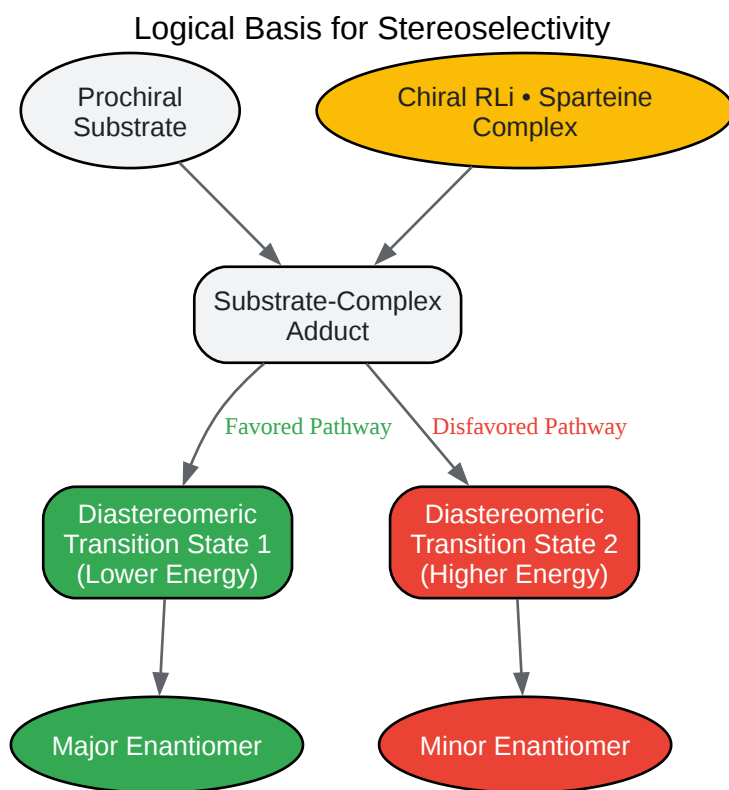 Logical Basis for Stereoselectivity
Prochiral
Substrate
Chiral RLi • Sparteine
Complex
Substrate-Complex
Adduct
Favored Pathway
Disfavored Pathway
Diastereomeric
Transition State 1
(Lower Energy)
Diastereomeric
Transition State 2
(Higher Energy)
Major Enantiomer
Minor Enantiomer